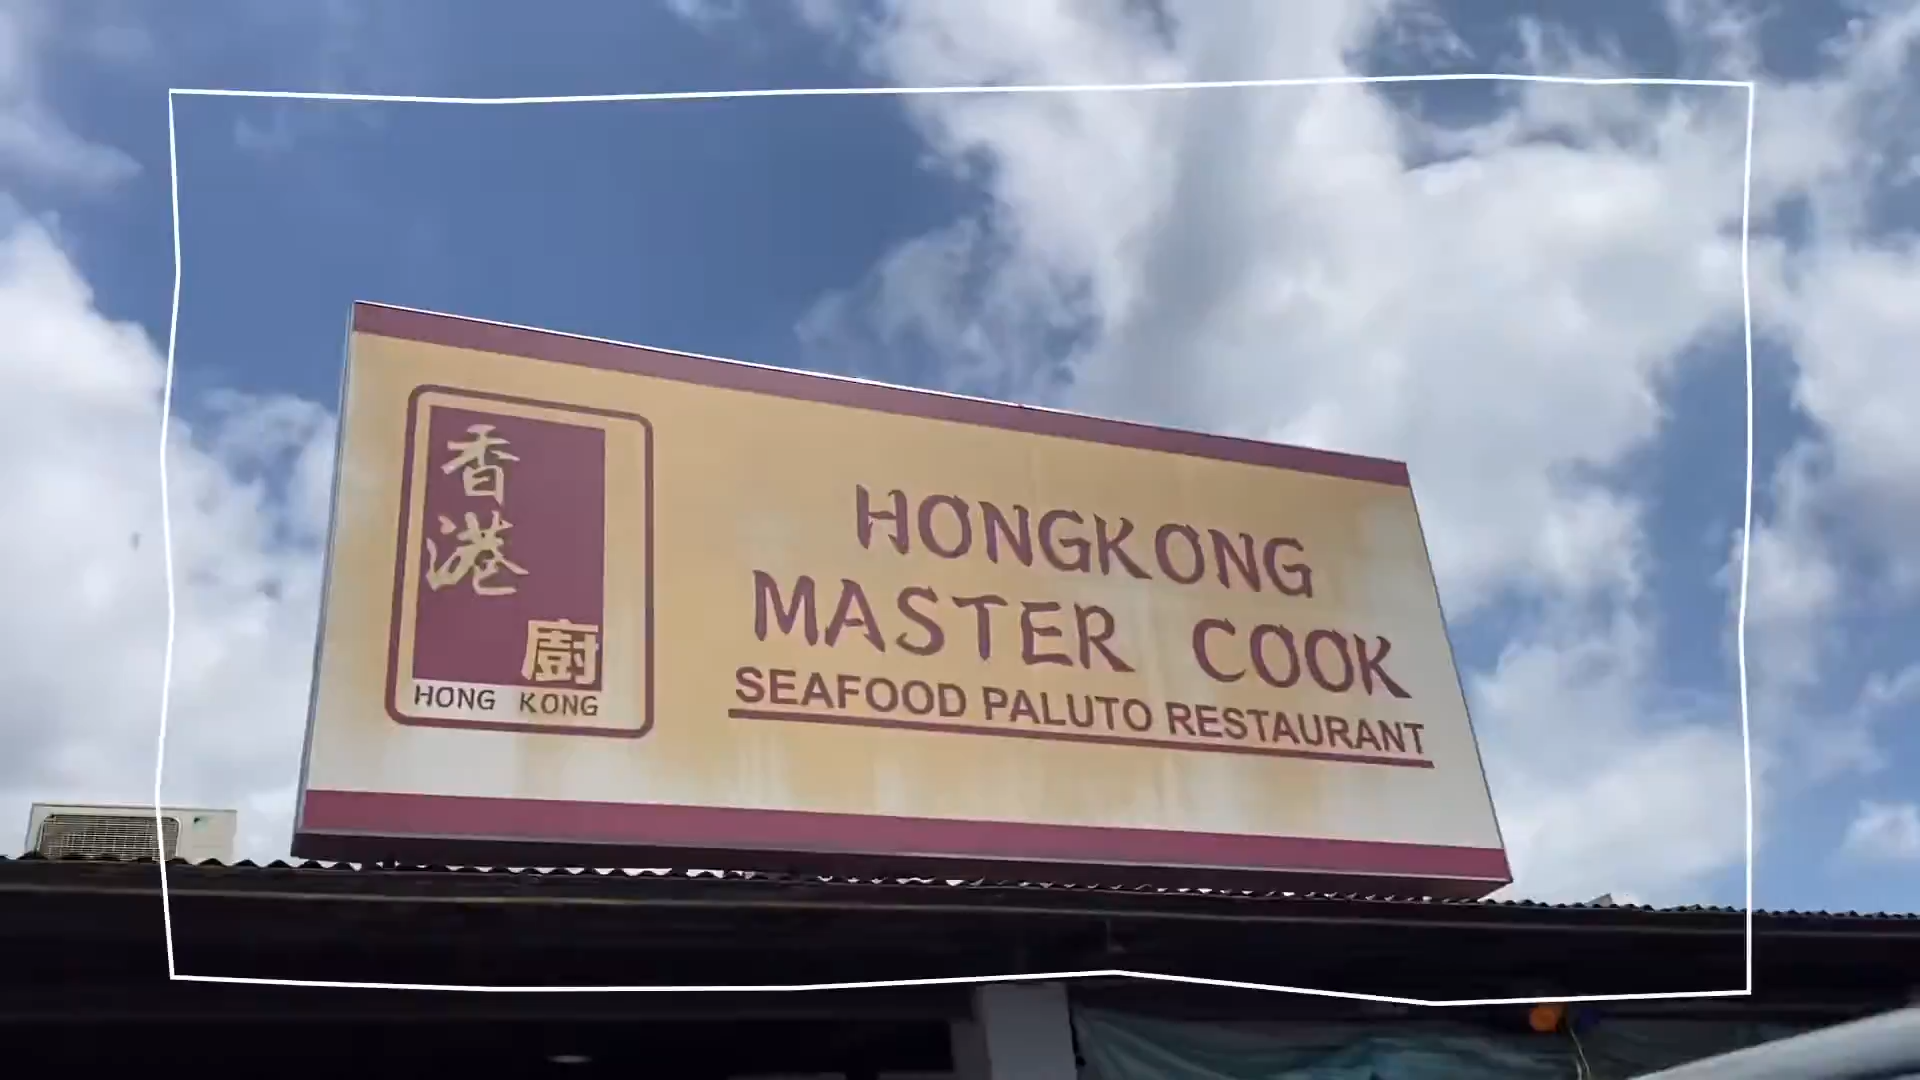 香
港
廚
HONG KONG
HONGKONG
MASTER COOK
SEAFOOD PALUTO RESTAURANT